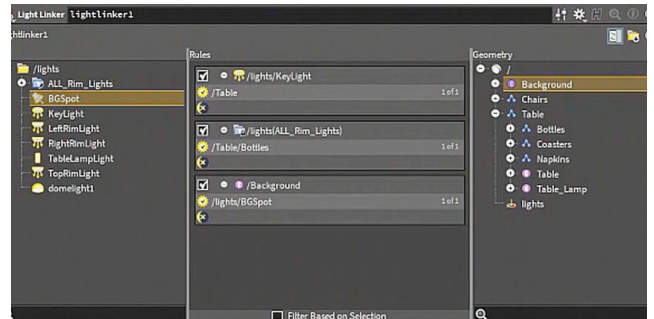 Light Linker lightlinker1
htlinker1
/lights
ALL_Rim_Lights
BGSpot
KeyLight
LeftRimLight
RightRimLight
TableLampLight
TopRimLight
domelight1
Rules
/lights/KeyLight
/Table 1 of 1
/lights(ALL_Rim_Lights)
/Table/Bottles 1 of 1
/Background
/lights/BGSpot 1 of 1
Filter Based on Selection
Geometry
/
Background
Chairs
Table
Bottles
Coasters
Napkins
Table
Table_Lamp
lights